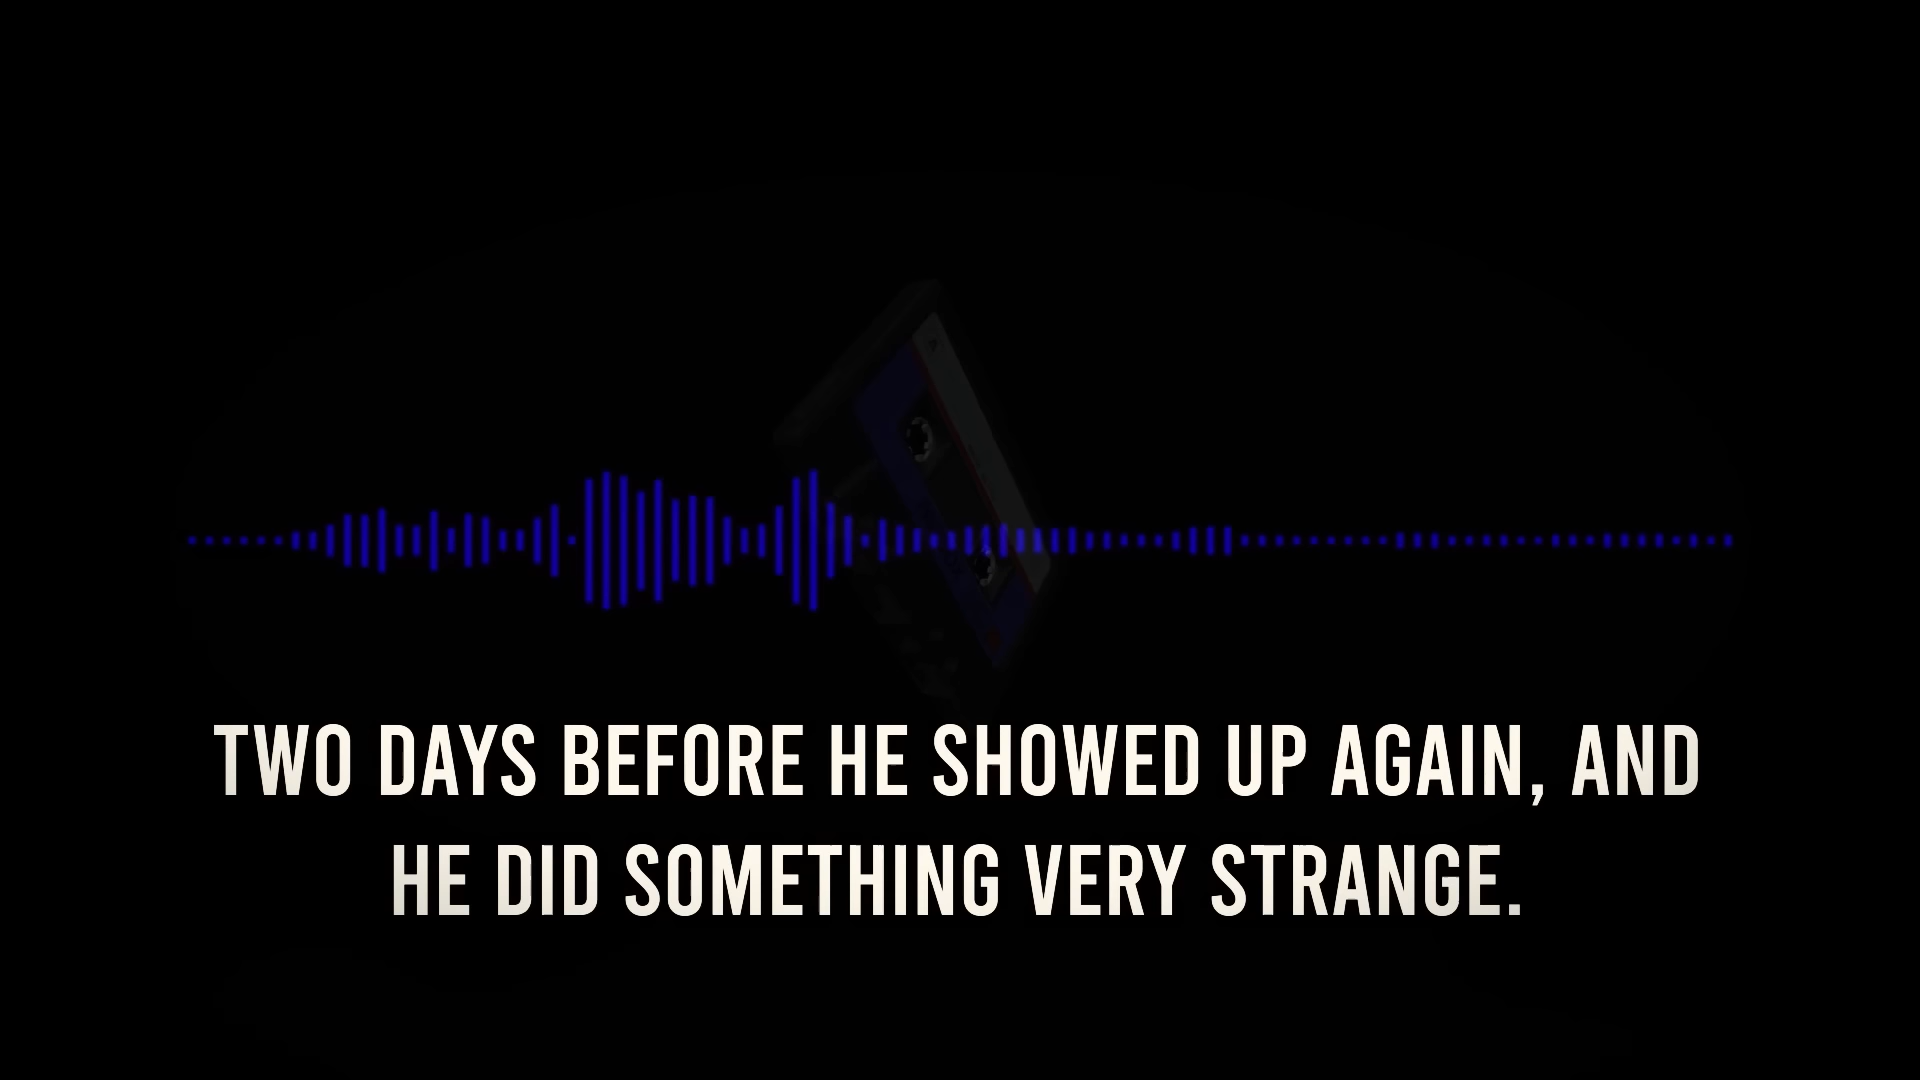 TWO DAYS BEFORE HE SHOWED UP AGAIN, AND
HE DID SOMETHING VERY STRANGE.